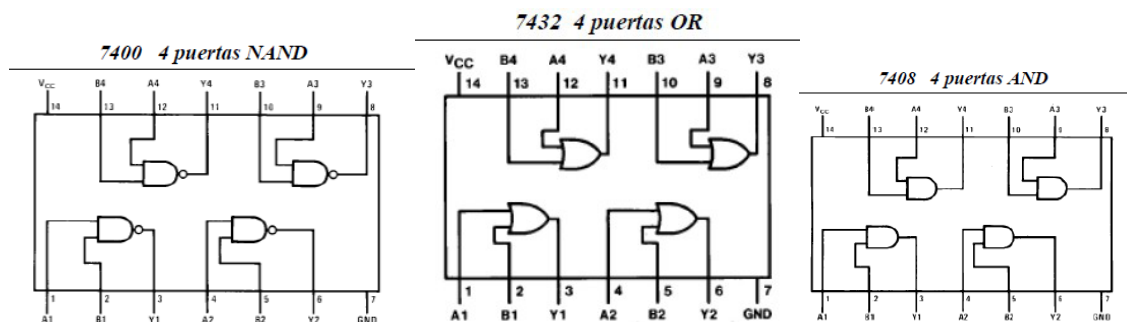 7400 4 puertas NAND
VCC B4 A4 Y4 B3 A3 Y3
14 13 12 11 10 9 8
1 2 3 4 5 6 7
A1 B1 Y1 A2 B2 Y2 GND
7432 4 puertas OR
VCC B4 A4 Y4 B3 A3 Y3
14 13 12 11 10 9 8
1 2 3 4 5 6 7
A1 B1 Y1 A2 B2 Y2 GND
7408 4 puertas AND
VCC B4 A4 Y4 B3 A3 Y3
14 13 12 11 10 9 8
1 2 3 4 5 6 7
A1 B1 Y1 A2 B2 Y2 GND